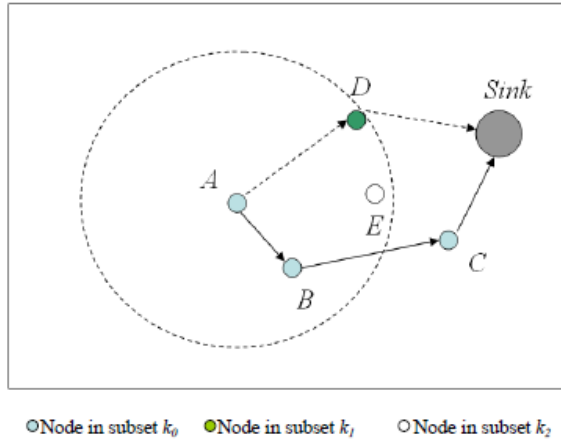 D
Sink
A
E
C
B
Node in subset k0 Node in subset k1 Node in subset k2